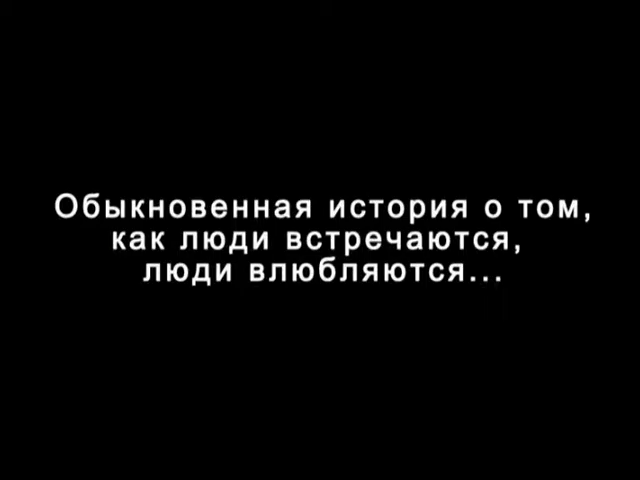 Обыкновенная история о том,
как люди встречаются,
люди влюбляются...